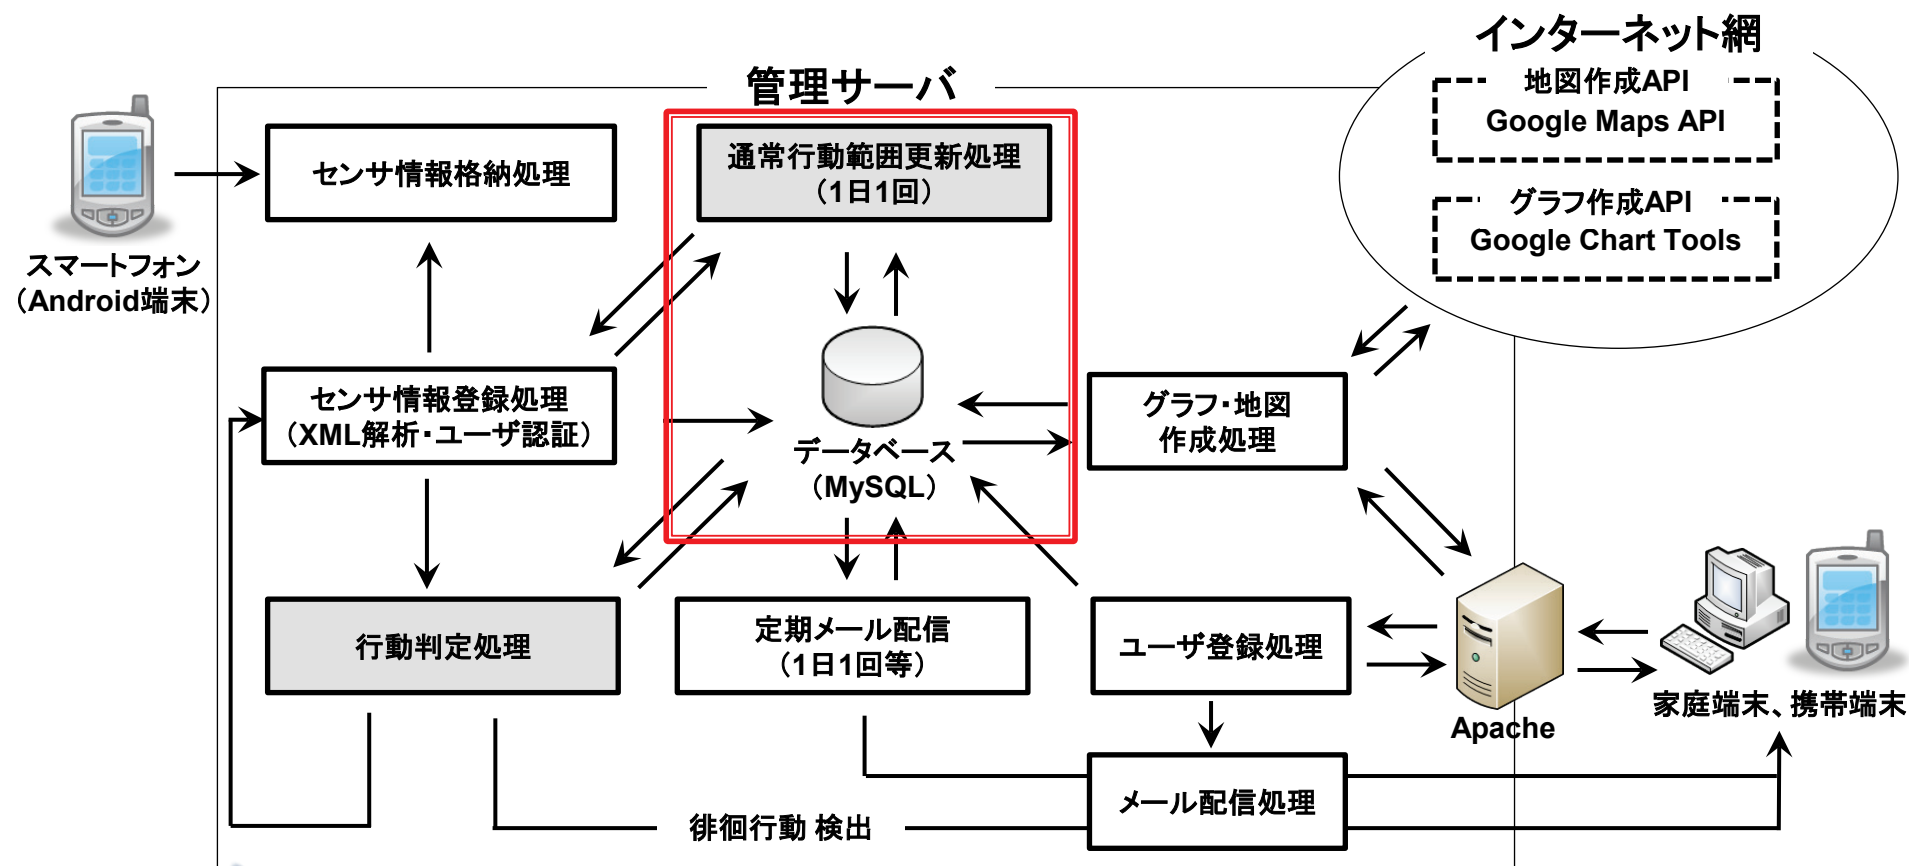 インターネット網
地図作成API
Google Maps API
グラフ作成API
Google Chart Tools
管理サーバ
センサ情報格納処理
通常行動範囲更新処理
（1日1回）
スマートフォン
（Android端末）
センサ情報登録処理
（XML解析・ユーザ認証）
データベース
（MySQL）
グラフ・地図
作成処理
行動判定処理
定期メール配信
（1日1回等）
ユーザ登録処理
Apache
家庭端末、携帯端末
メール配信処理
徘徊行動 検出